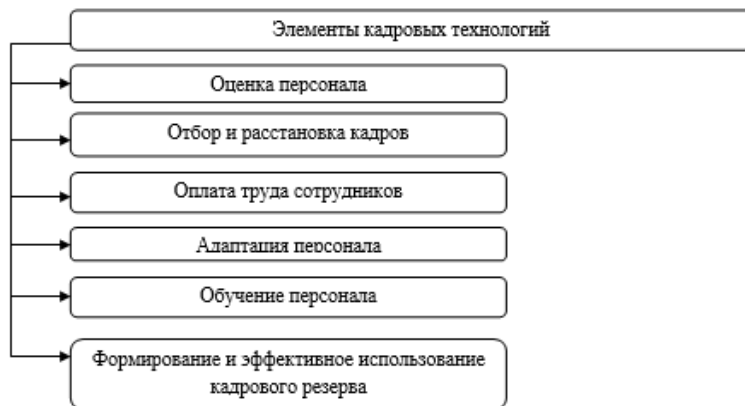 Элементы кадровых технологий
Оценка персонала
Отбор и расстановка кадров
Оплата труда сотрудников
Адаптация персонала
Обучение персонала
Формирование и эффективное использование
кадрового резерва